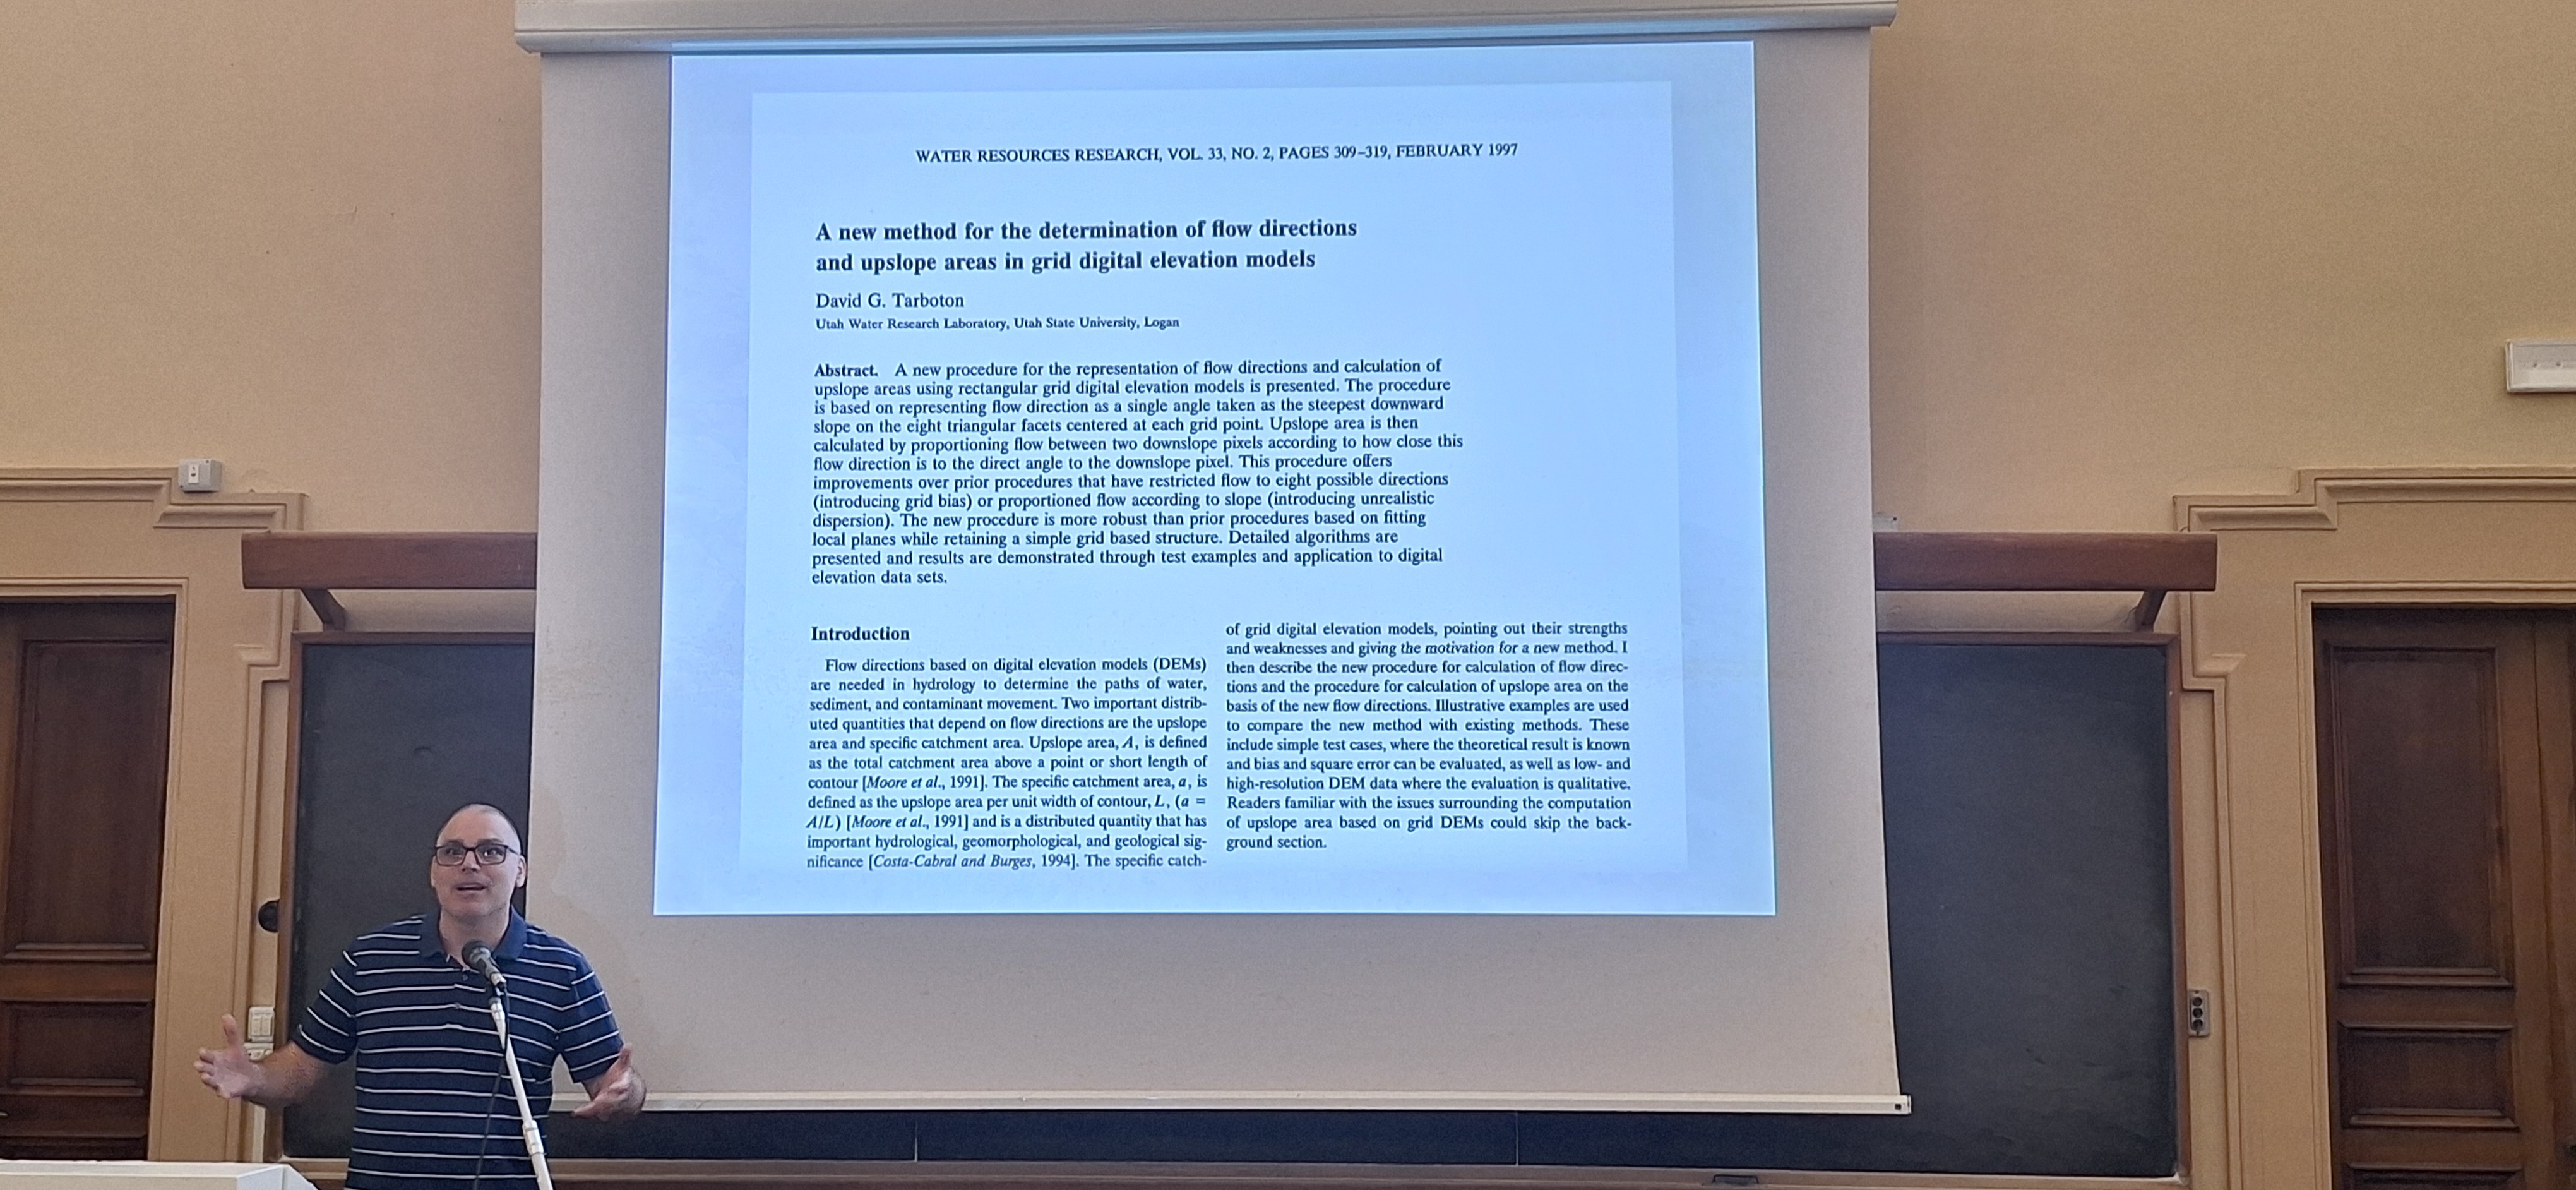 WATER RESOURCES RESEARCH, VOL. 33, NO. 2, PAGES 309–319, FEBRUARY 1997
A new method for the determination of flow directions
and upslope areas in grid digital elevation models
David G. Tarboton
Utah Water Research Laboratory, Utah State University, Logan
Abstract. A new procedure for the representation of flow directions and calculation of
upslope areas using rectangular grid digital elevation models is presented. The procedure
is based on representing flow direction as a single angle taken as the steepest downward
slope on the eight triangular facets centered at each grid point. Upslope area is then
calculated by proportioning flow between two downslope pixels according to how close this
flow direction is to the direct angle to the downslope pixel. This procedure offers
improvements over prior procedures that have restricted flow to eight possible directions
(introducing grid bias) or proportioned flow according to slope (introducing unrealistic
dispersion). The new procedure is more robust than prior procedures based on fitting
local planes while retaining a simple grid based structure. Detailed algorithms are
presented and results are demonstrated through test examples and application to digital
elevation data sets.
Introduction
Flow directions based on digital elevation models (DEMs)
are needed in hydrology to determine the paths of water,
sediment, and contaminant movement. Two important distrib-
uted quantities that depend on flow directions are the upslope
area and specific catchment area. Upslope area, A, is defined
as the total catchment area above a point or short length of
contour [Moore et al., 1991]. The specific catchment area, a, is
defined as the upslope area per unit width of contour, L, (a =
A/L) [Moore et al., 1991] and is a distributed quantity that has
important hydrological, geomorphological, and geological sig-
nificance [Costa-Cabral and Burges, 1994]. The specific catch-
of grid digital elevation models, pointing out their strengths
and weaknesses and giving the motivation for a new method. I
then describe the new procedure for calculation of flow direc-
tions and the procedure for calculation of upslope area on the
basis of the new flow directions. Illustrative examples are used
to compare the new method with existing methods. These
include simple test cases, where the theoretical result is known
and bias and square error can be evaluated, as well as low- and
high-resolution DEM data where the evaluation is qualitative.
Readers familiar with the issues surrounding the computation
of upslope area based on grid DEMs could skip the back-
ground section.